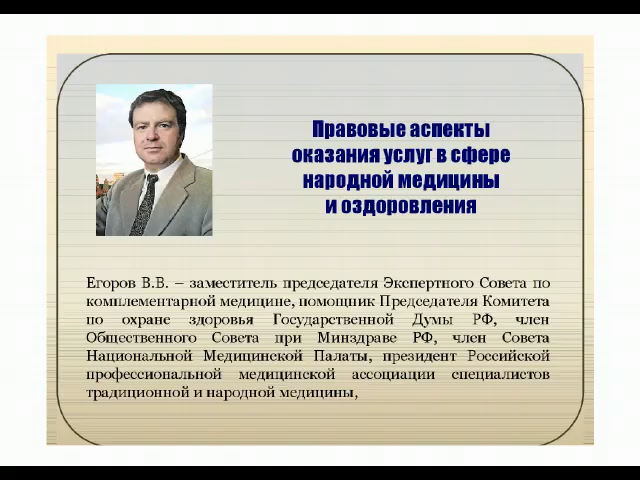 Правовые аспекты
оказания услуг в сфере
народной медицины
и оздоровления
Егоров В.В. – заместитель председателя Экспертного Совета по
комплементарной медицине, помощник Председателя Комитета
по охране здоровья Государственной Думы РФ, член
Общественного Совета при Минздраве РФ, член Совета
Национальной Медицинской Палаты, президент Российской
профессиональной медицинской ассоциации специалистов
традиционной и народной медицины,